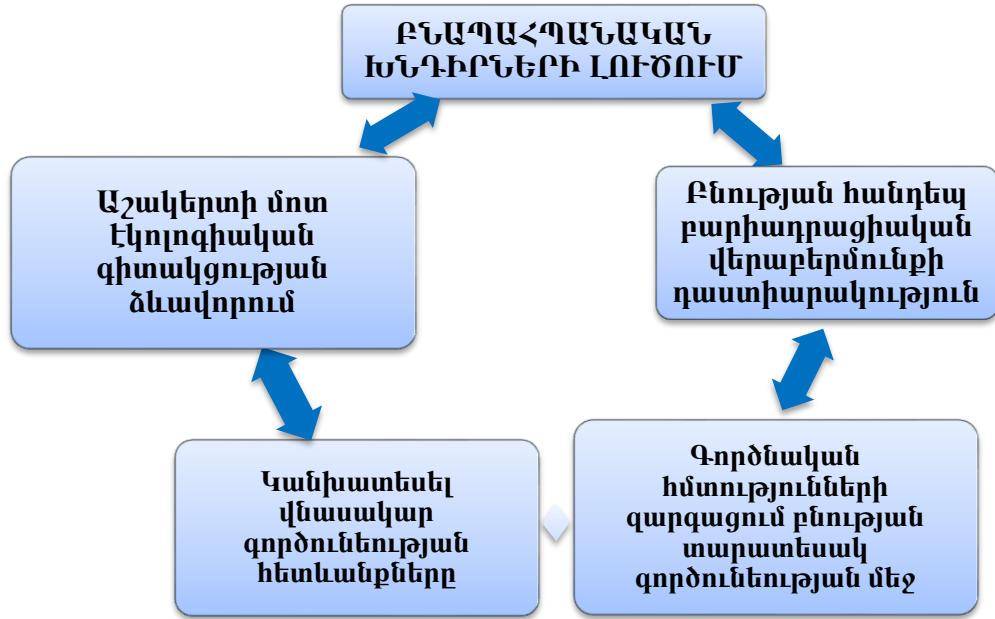 ԲՆԱՊԱՀՊԱՆԱԿԱՆ
ԽՆԴԻՐՆԵՐԻ ԼՈՒԾՈՒՄ
Աշակերտի մոտ
էկոլոգիական
գիտակցության
ձևավորում
Բնության հանդեպ
բարիադրացիական
վերաբերմունքի
դաստիարակություն
Կանխատեսել
վնասակար
գործունեության
հետևանքները
Գործնական
հմտությունների
զարգացում բնության
տարատեսակ
գործունեության մեջ